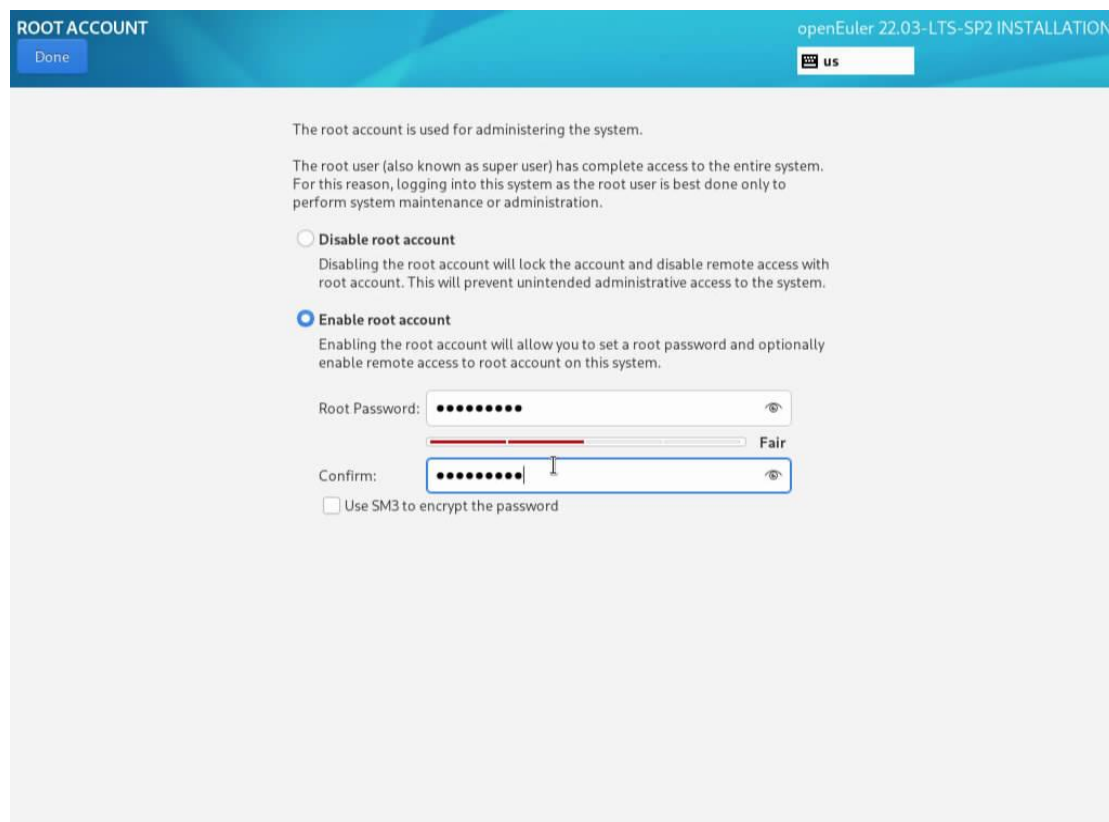 ROOT ACCOUNT
openEuler 22.03-LTS-SP2 INSTALLATION
Done
us
The root account is used for administering the system.
The root user (also known as super user) has complete access to the entire system.
For this reason, logging into this system as the root user is best done only to
perform system maintenance or administration.
Disable root account
Disabling the root account will lock the account and disable remote access with
root account. This will prevent unintended administrative access to the system.
Enable root account
Enabling the root account will allow you to set a root password and optionally
enable remote access to root account on this system.
Root Password: •••••••••
Fair
Confirm: •••••••••
Use SM3 to encrypt the password